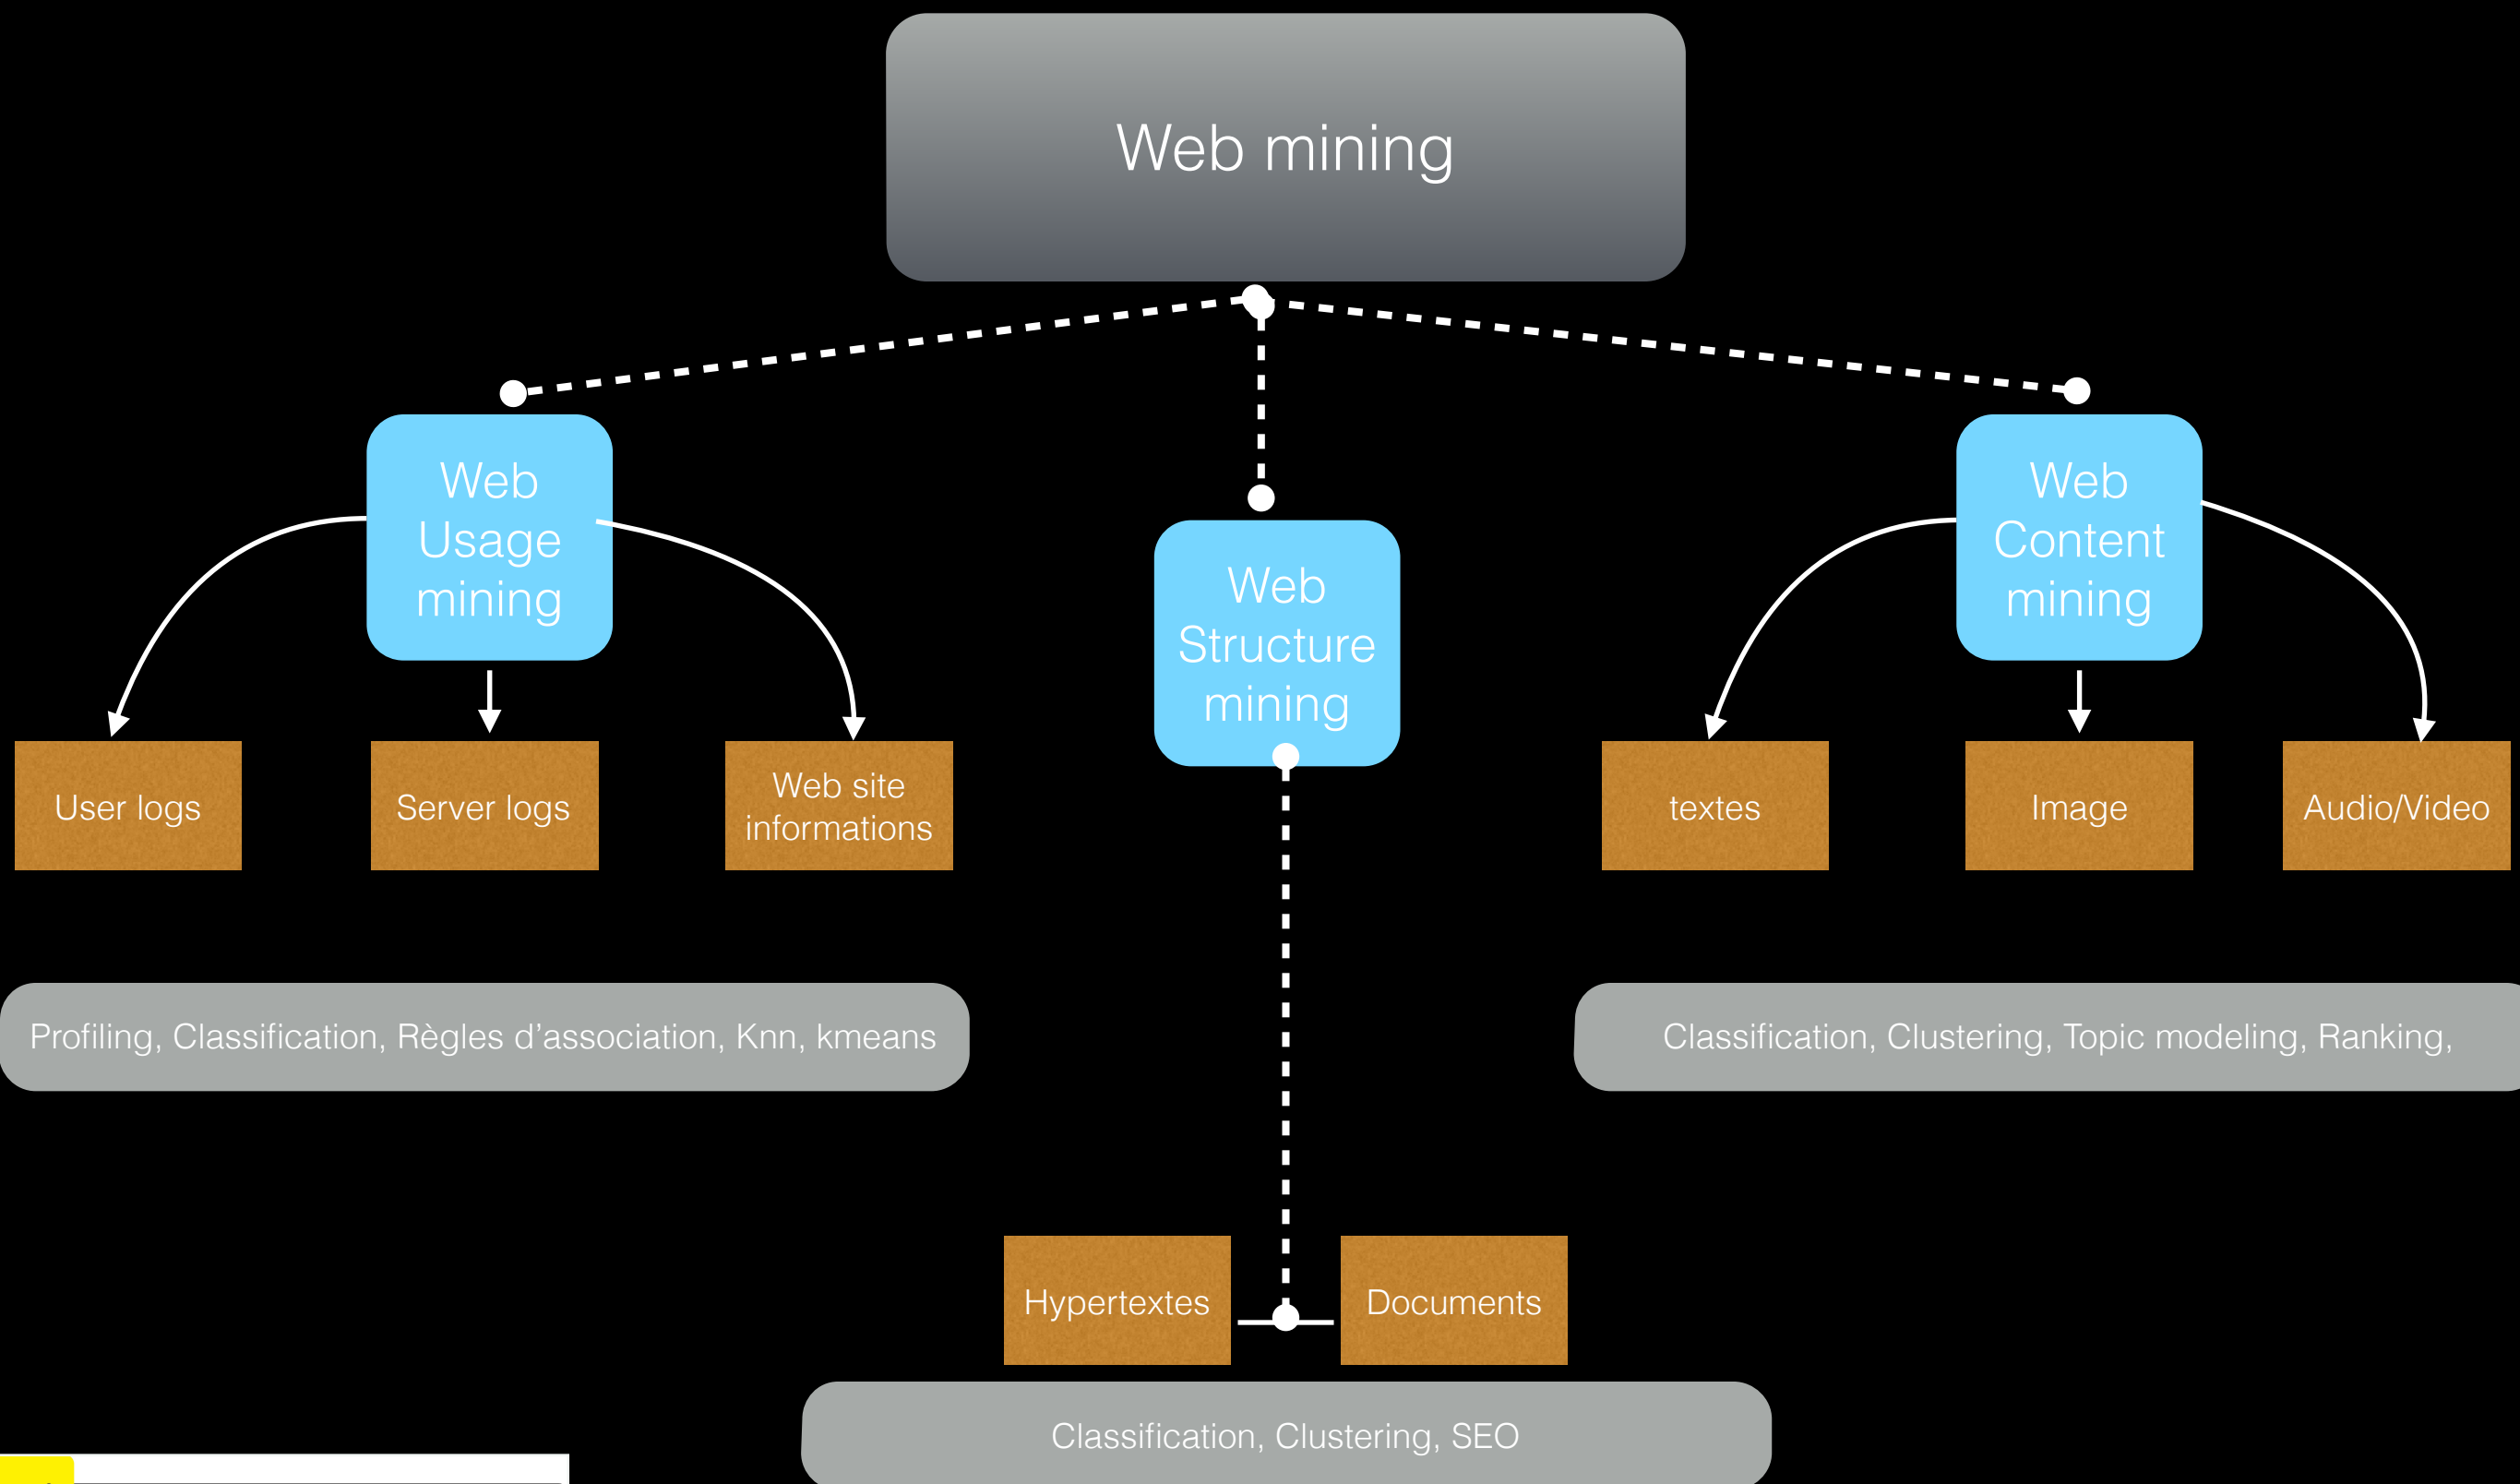 Web mining
Web
Usage
mining
Web
Structure
mining
Web
Content
mining
User logs
Server logs
Web site
informations
textes
Image
Audio/Video
Profiling, Classification, Règles d’association, Knn, kmeans
Classification, Clustering, Topic modeling, Ranking,
Hypertextes
Documents
Classification, Clustering, SEO